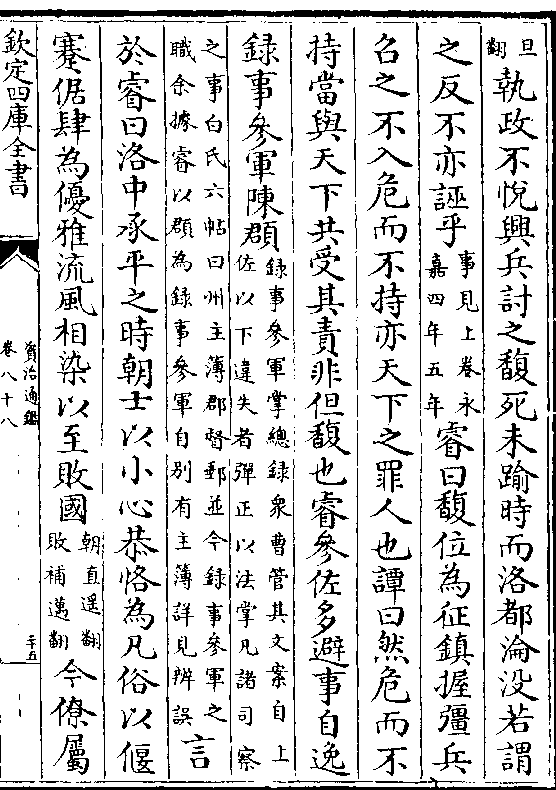 旦
翻
執政不悅興兵討之馥死未踰時而洛都淪没若謂
之反不亦誣乎
事見上卷永
嘉四年五年
睿曰馥位為征鎮握彊兵
召之不入危而不持亦天下之罪人也譚曰然危而不
持當與天下共受其責非但馥也睿參佐多避事自逸
録事參軍陳頵
録事參軍掌總録衆曹管其文案自上
佐以下違失者彈正以法掌凡諸司察
之事白氏六帖曰州主簿郡督郵並今録事參軍之
職余據睿以頵為録事參軍自别有主簿詳見辨誤
言
於睿曰洛中承平之時朝士以小心恭恪為凡俗以偃
蹇倨肆為優雅流風相染以至敗國
朝直遥翻
敗補邁翻
今僚屬
欽定四庫全書
資治通鑑
卷八十八